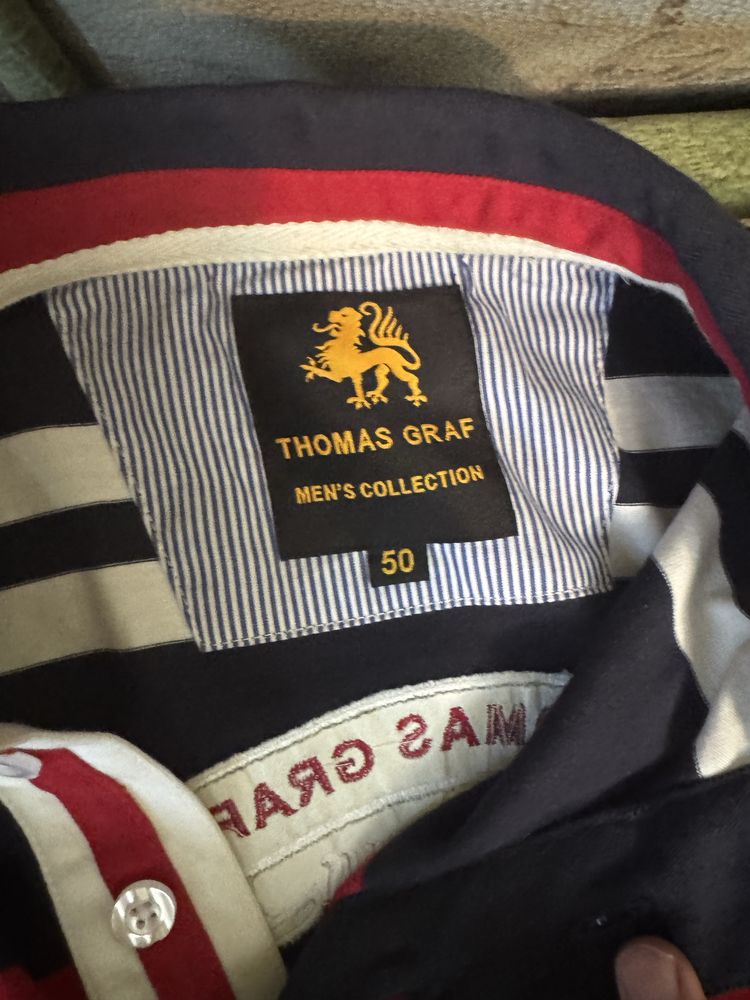 THOMAS GRAF
MEN'S COLLECTION
50
MAS GRAF